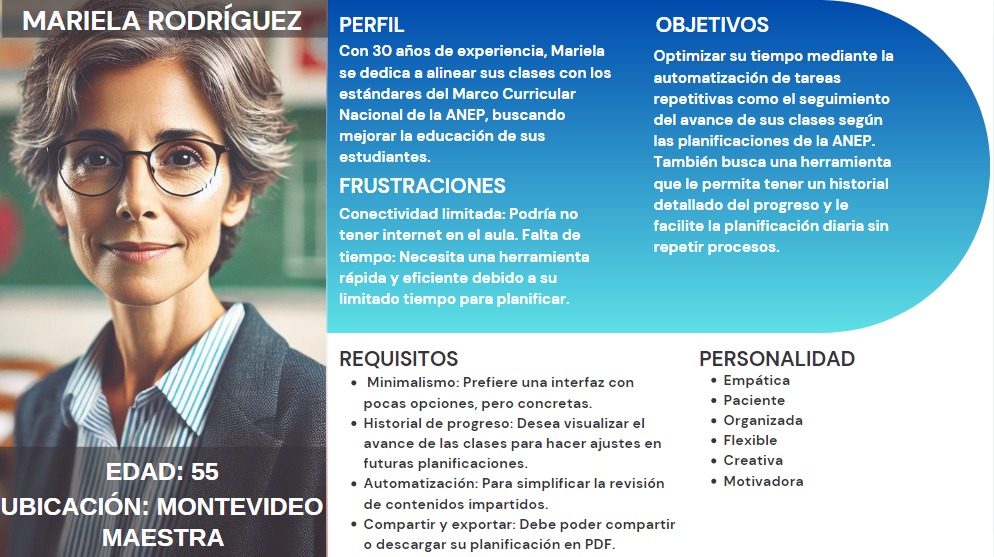 MARIELA RODRÍGUEZ
EDAD: 55
UBICACIÓN: MONTEVIDEO
MAESTRA
PERFIL
Con 30 años de experiencia, Mariela
se dedica a alinear sus clases con los
estándares del Marco Curricular
Nacional de la ANEP, buscando
mejorar la educación de sus
estudiantes.
FRUSTRACIONES
Conectividad limitada: Podría no
tener internet en el aula. Falta de
tiempo: Necesita una herramienta
rápida y eficiente debido a su
limitado tiempo para planificar.
OBJETIVOS
Optimizar su tiempo mediante la
automatización de tareas
repetitivas como el seguimiento
del avance de sus clases según
las planificaciones de la ANEP.
También busca una herramienta
que le permita tener un historial
detallado del progreso y le
facilite la planificación diaria sin
repetir procesos.
REQUISITOS
• Minimalismo: Prefiere una interfaz con
pocas opciones, pero concretas.
• Historial de progreso: Desea visualizar el
avance de las clases para hacer ajustes en
futuras planificaciones.
• Automatización: Para simplificar la revisión
de contenidos impartidos.
• Compartir y exportar: Debe poder compartir
o descargar su planificación en PDF.
PERSONALIDAD
• Empática
• Paciente
• Organizada
• Flexible
• Creativa
• Motivadora